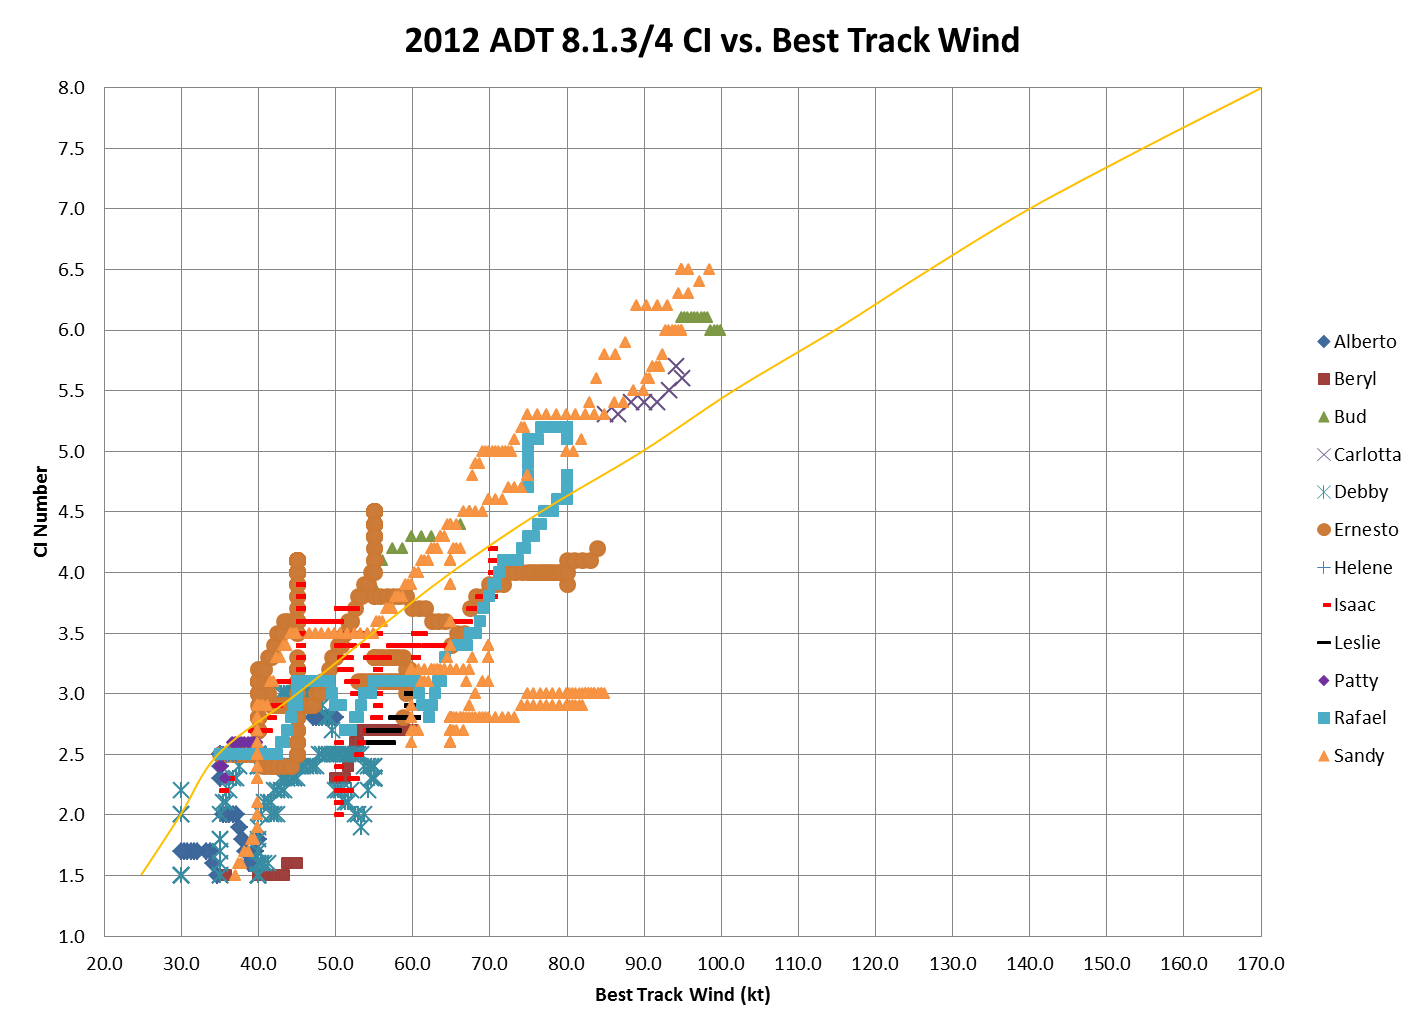 2012 ADT 8.1.3/4 CI vs. Best Track Wind
8.0
7.5
7.0
6.5
6.0
5.5
5.0
4.5
4.0
3.5
3.0
2.5
2.0
1.5
1.0
CI Number
20.0 30.0 40.0 50.0 60.0 70.0 80.0 90.0 100.0 110.0 120.0 130.0 140.0 150.0 160.0 170.0
Best Track Wind (kt)
Alberto
Beryl
Bud
Carlotta
Debby
Ernesto
Helene
Isaac
Leslie
Patty
Rafael
Sandy